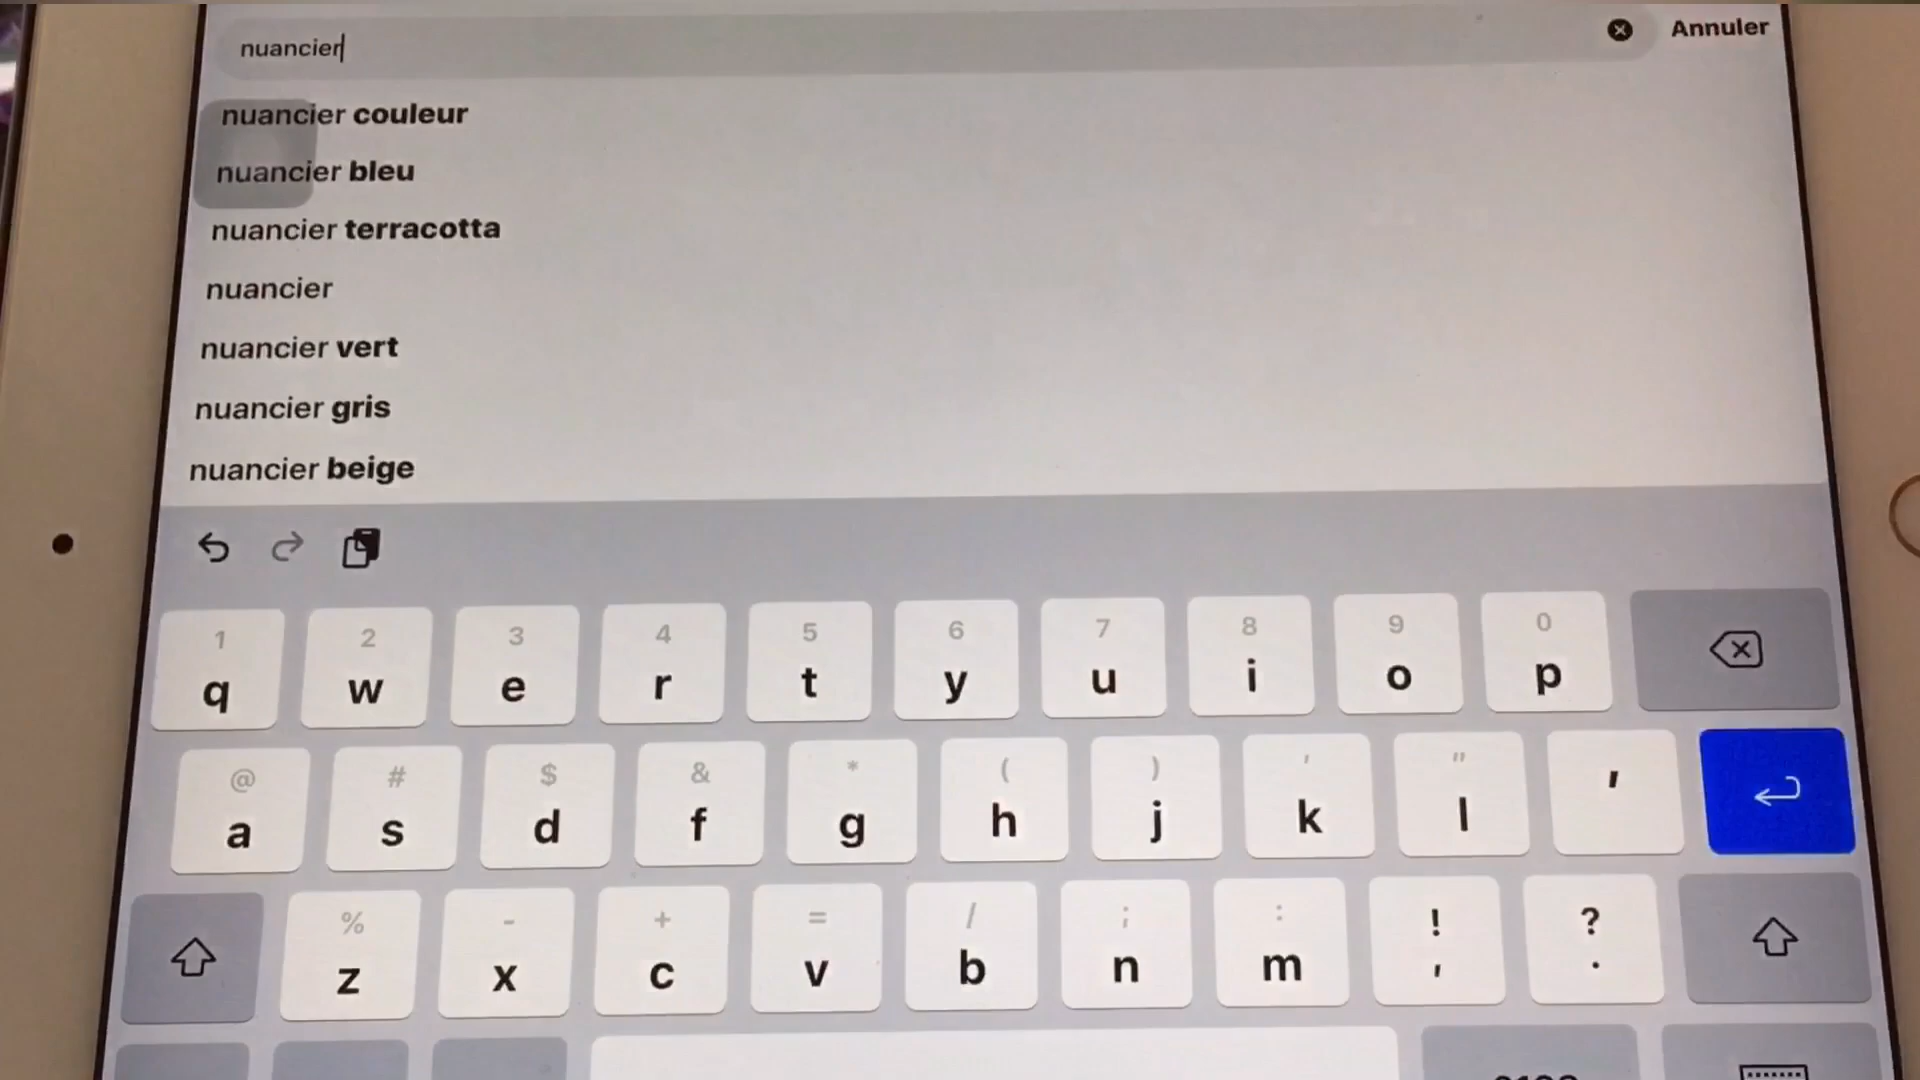 nuancier
Annuler
nuancier couleur
nuancier bleu
nuancier terracotta
nuancier
nuancier vert
nuancier gris
nuancier beige
1 2 3 4 5 6 7 8 9 0
q w e r t y u i o p
@ # $ & * ( ) ' "
a s d f g h j k l '
% - + = / ; : ! ?
z x c v b n m , .